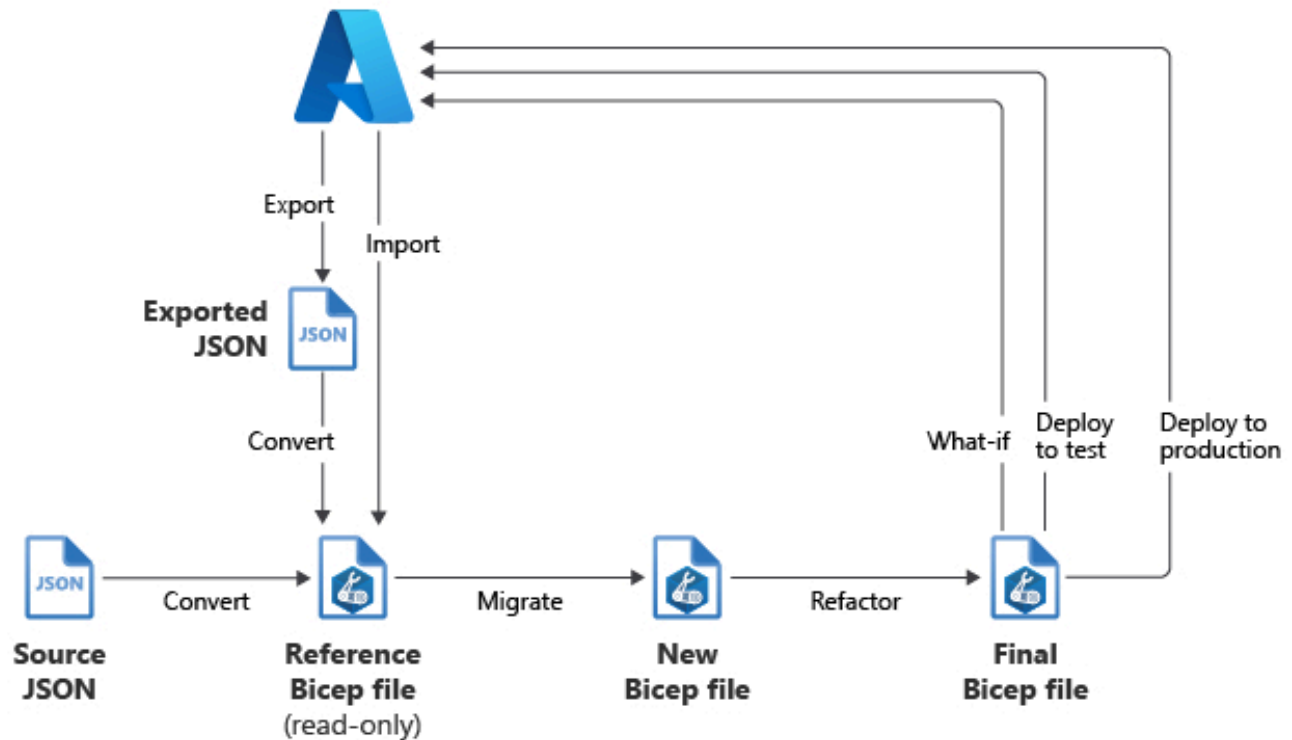 Export
Import
Exported
JSON
JSON
Convert
What-if
Deploy
to test
Deploy to
production
JSON
Convert
Migrate
Refactor
Source
JSON
Reference
Bicep file
(read-only)
New
Bicep file
Final
Bicep file